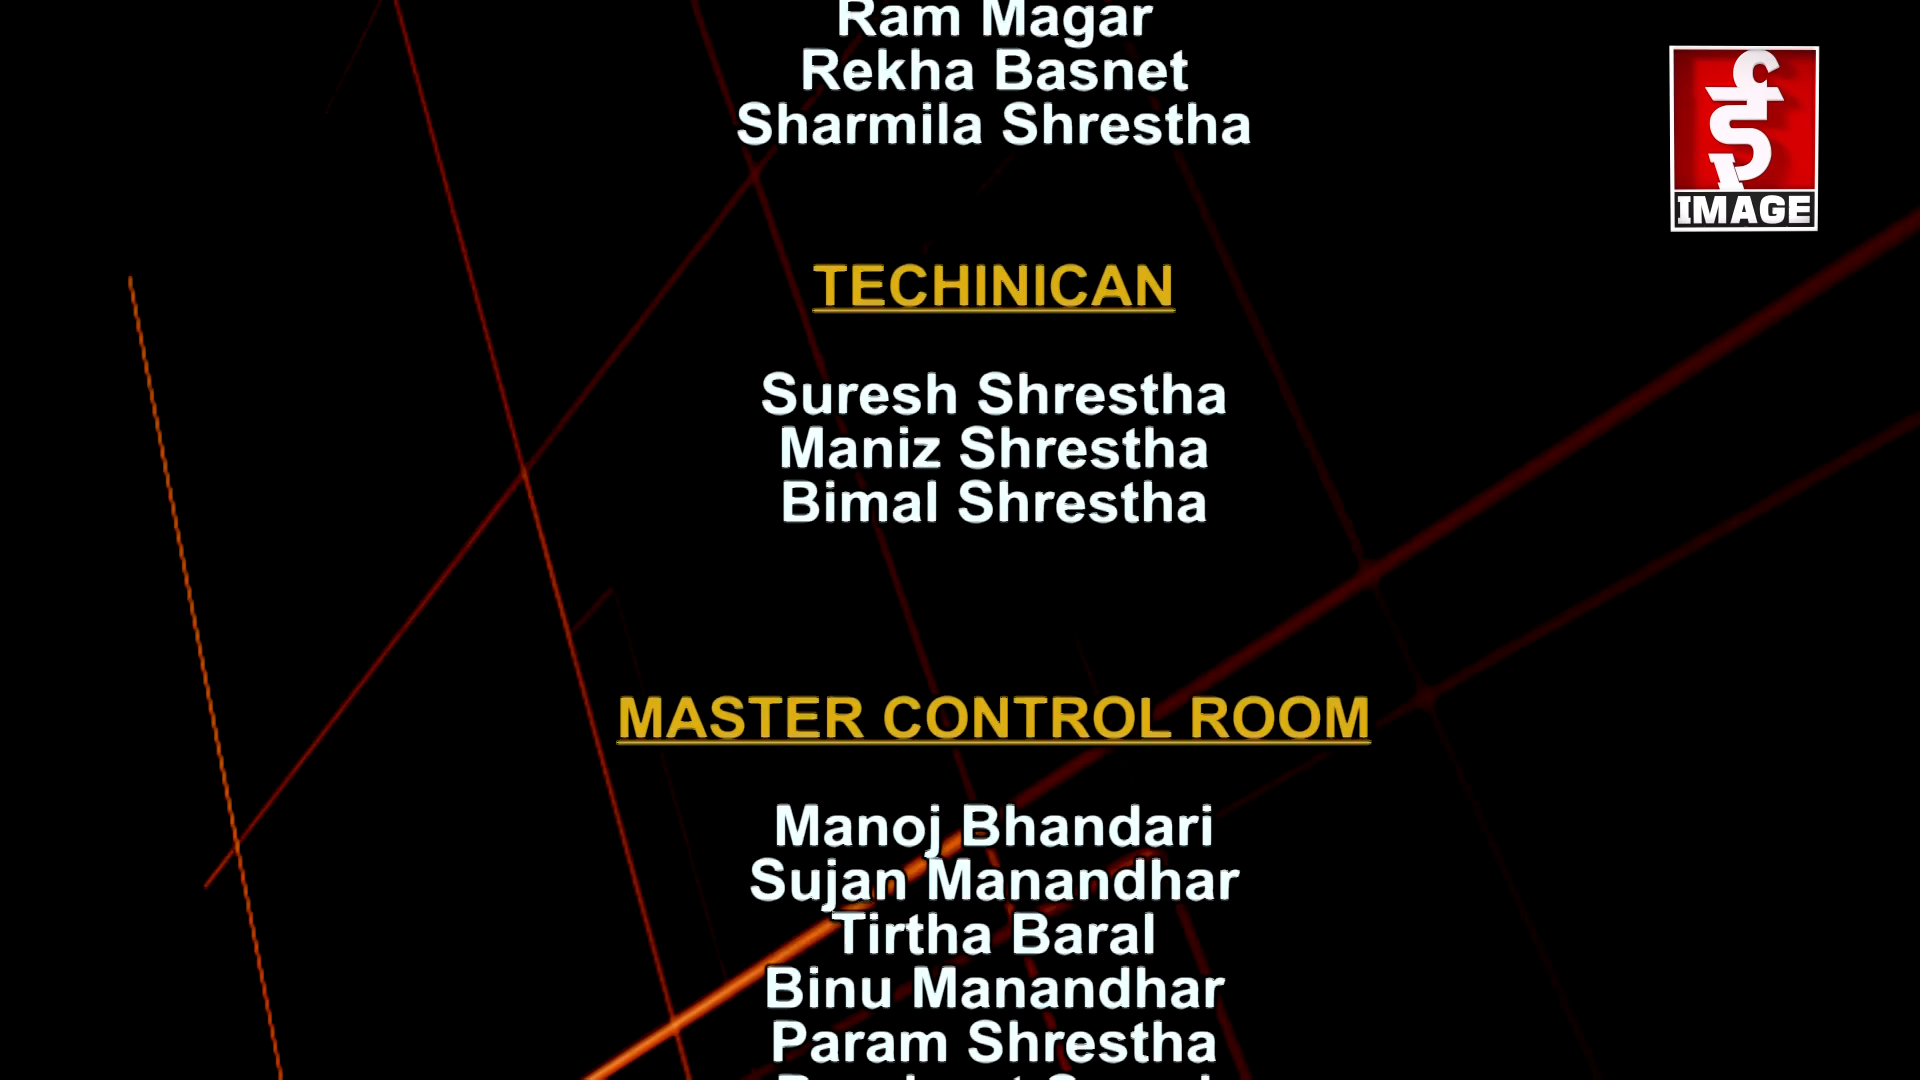 Ram Magar
Rekha Basnet
Sharmila Shrestha
IMAGE
TECHINICAN
Suresh Shrestha
Maniz Shrestha
Bimal Shrestha
MASTER CONTROL ROOM
Manoj Bhandari
Sujan Manandhar
Tirtha Baral
Binu Manandhar
Param Shrestha